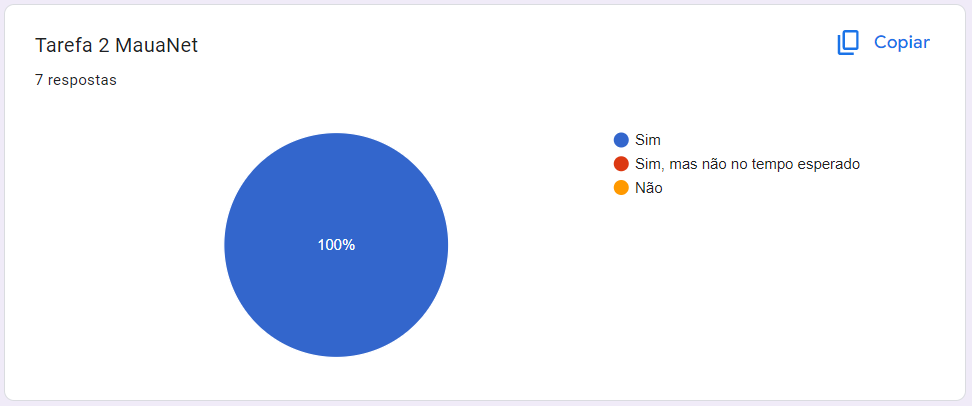 Tarefa 2 MauaNet
Copiar
7 respostas
Sim
Sim, mas não no tempo esperado
Não
100%